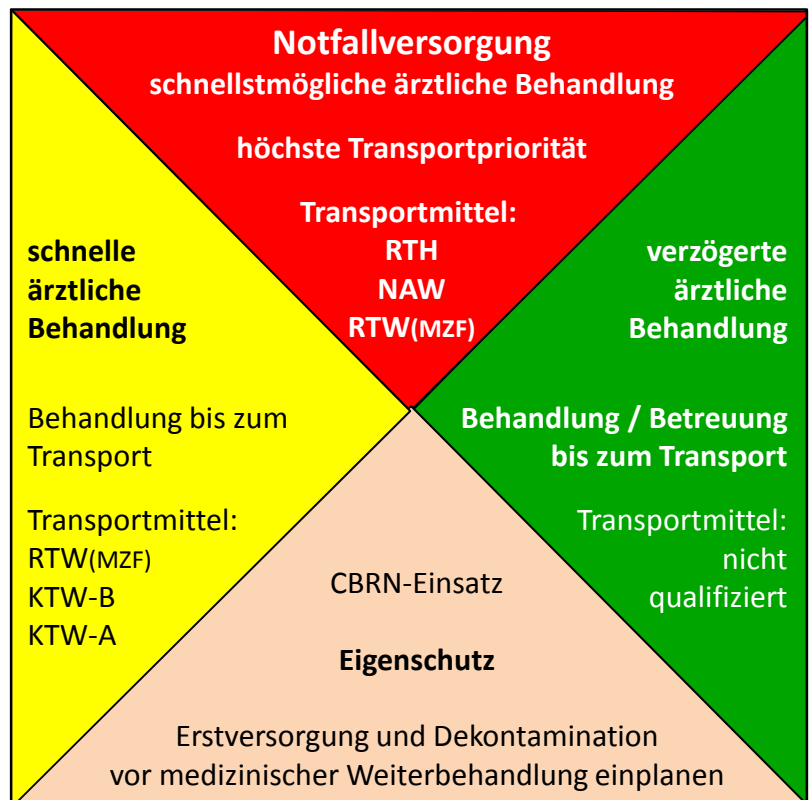 Notfallversorgung
schnellstmögliche ärztliche Behandlung
höchste Transportpriorität
Transportmittel:
RTH
NAW
RTW(MZF)
schnelle
ärztliche
Behandlung
Behandlung bis zum
Transport
Transportmittel:
RTW(MZF)
KTW-B
KTW-A
verzögerte
ärztliche
Behandlung
Behandlung / Betreuung
bis zum Transport
Transportmittel:
nicht
qualifiziert
CBRN-Einsatz
Eigenschutz
Erstversorgung und Dekontamination
vor medizinischer Weiterbehandlung einplanen